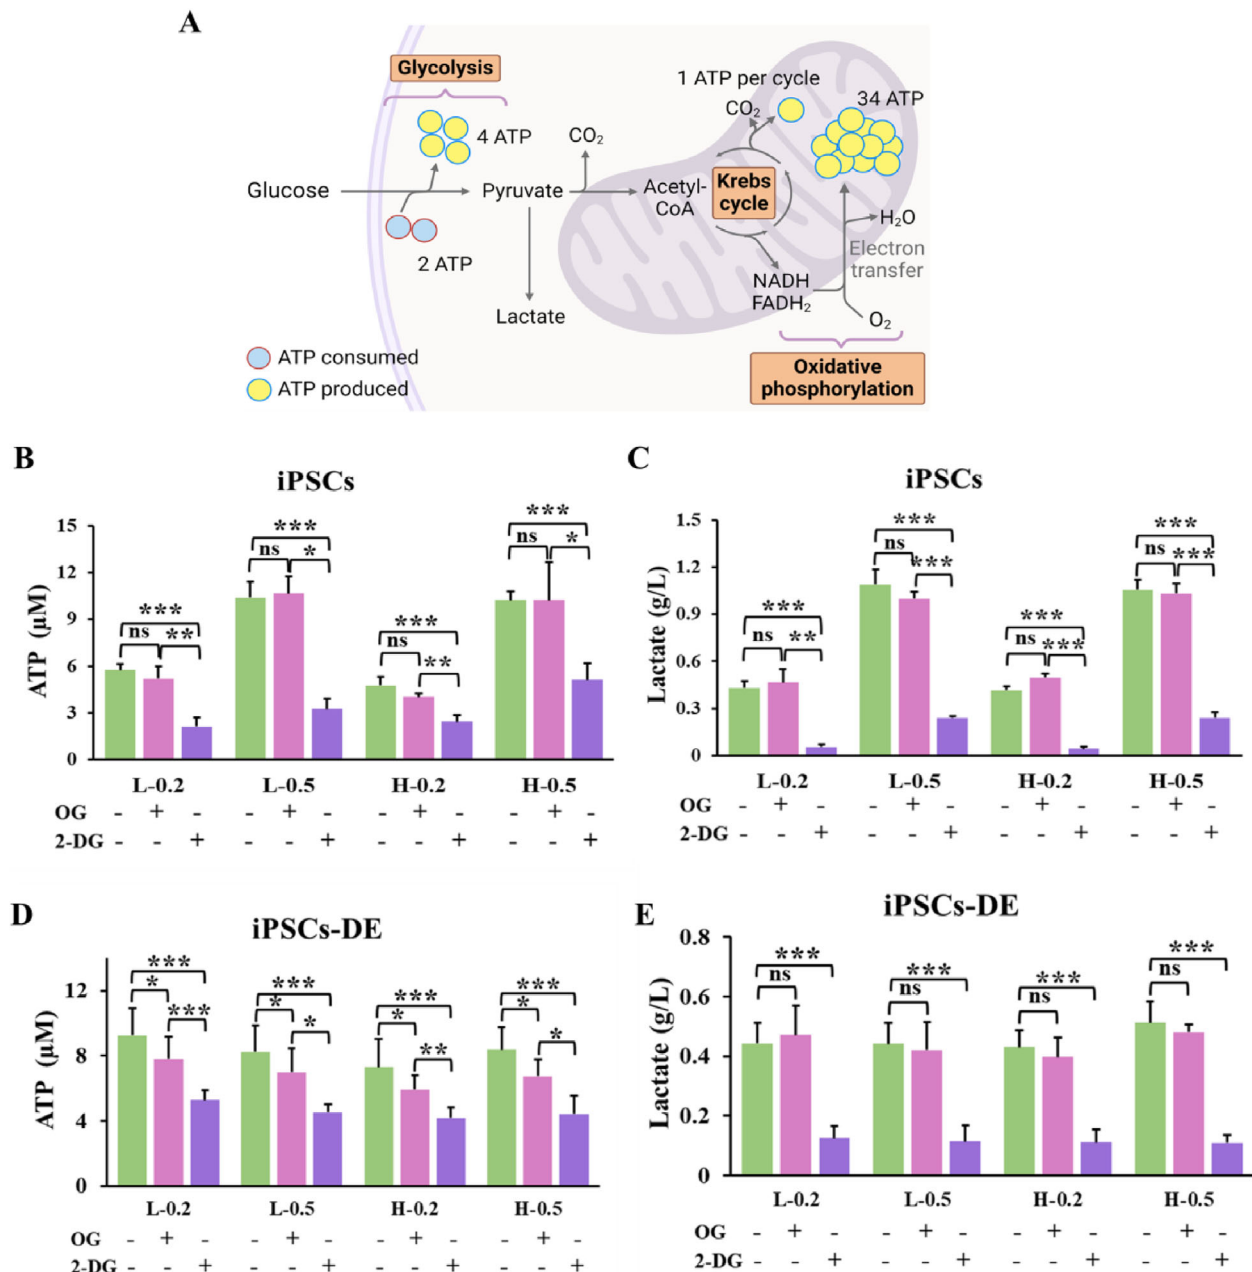 A
Glycolysis
1 ATP per cycle
CO₂
34 ATP
4 ATP
CO₂
Glucose
Pyruvate
Acetyl-
CoA
Krebs
cycle
H₂O
2 ATP
Electron
transfer
NADH
FADH₂
Lactate
O₂
ATP consumed
ATP produced
Oxidative
phosphorylation
B
iPSCs
ATP (μM)
15
12
9
6
3
0
*** ns **
*** ns *
*** ns **
*** ns *
L-0.2 L-0.5 H-0.2 H-0.5
OG - + - - + - - + - - + -
2-DG - - + - - + - - + - - +
C
iPSCs
Lactate (g/L)
1.5
1.2
0.9
0.6
0.3
0
*** ns **
*** ns ***
*** ns ***
*** ns ***
L-0.2 L-0.5 H-0.2 H-0.5
- + - - + - - + - - + -
- - + - - + - - + - - +
D
iPSCs-DE
ATP (μM)
12
8
4
0
*** * ***
*** * *
*** * **
*** * *
L-0.2 L-0.5 H-0.2 H-0.5
OG - + - - + - - + - - + -
2-DG - - + - - + - - + - - +
E
iPSCs-DE
Lactate (g/L)
0.8
0.6
0.4
0.2
0
*** ns
*** ns
*** ns
*** ns
L-0.2 L-0.5 H-0.2 H-0.5
OG - + - - + - - + - - + -
2-DG - - + - - + - - + - - +